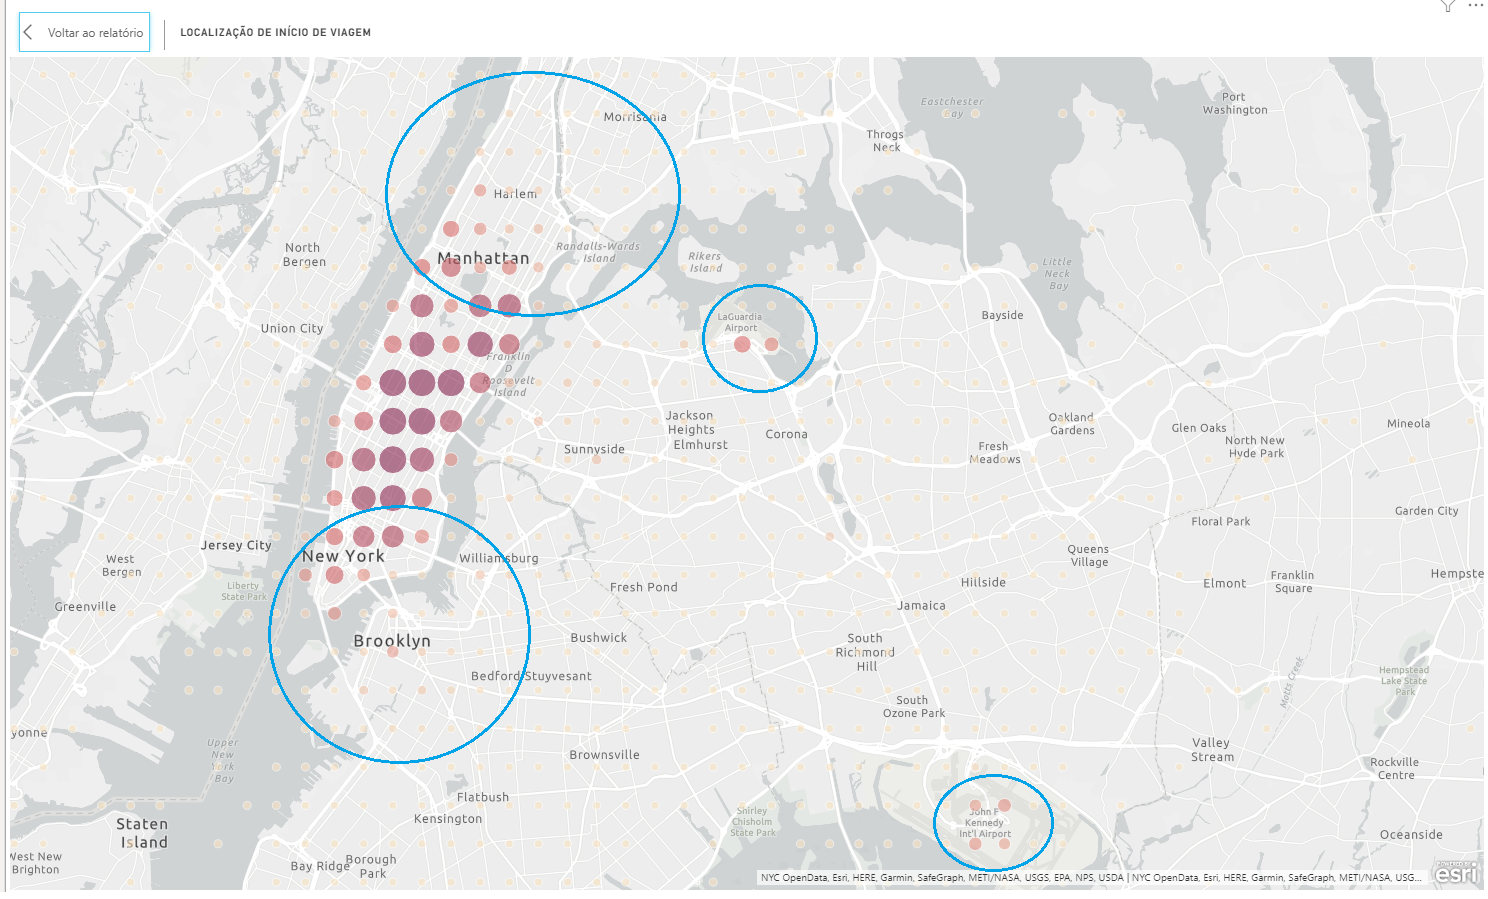 Voltar ao relatório
LOCALIZAÇÃO DE INÍCIO DE VIAGEM
Eastchester
Bay
Port
Washington
Morrisania
Throgs
Neck
Harlem
North
Bergen
Manhattan
Randalls-Wards
Island
Rikers
Island
Little
Neck
Bay
Union City
LaGuardia
Airport
Bayside
Franklin
D
Roosevelt
Island
Jackson
Heights
Elmhurst
Corona
Oakland
Gardens
Glen Oaks
North New
Hyde Park
Mineola
Sunnyside
Fresh
Meadows
Garden City
Floral Park
Jersey City
New York
Williamsburg
West
Bergen
Queens
Village
Liberty
State Park
Fresh Pond
Hillside
Elmont
Franklin
Square
Hempste
Greenville
Jamaica
Brooklyn
Bushwick
South
Richmond
Hill
Bedford-Stuyvesant
Hempstead
Lake State
Park
Motts Creek
South
Ozone Park
yonne
Upper
New
York
Bay
Brownsville
Valley
Stream
Rockville
Centre
Flatbush
Kensington
Shirley
Chisholm
State Park
John F
Kennedy
Int'l Airport
Staten
Island
Oceanside
West New
Brighton
Bay Ridge
Borough
Park
NYC OpenData, Esri, HERE, Garmin, SafeGraph, METI/NASA, USGS, EPA, NPS, USDA | NYC OpenData, Esri, HERE, Garmin, SafeGraph, METI/NASA, USG...
POWERED BY
esri